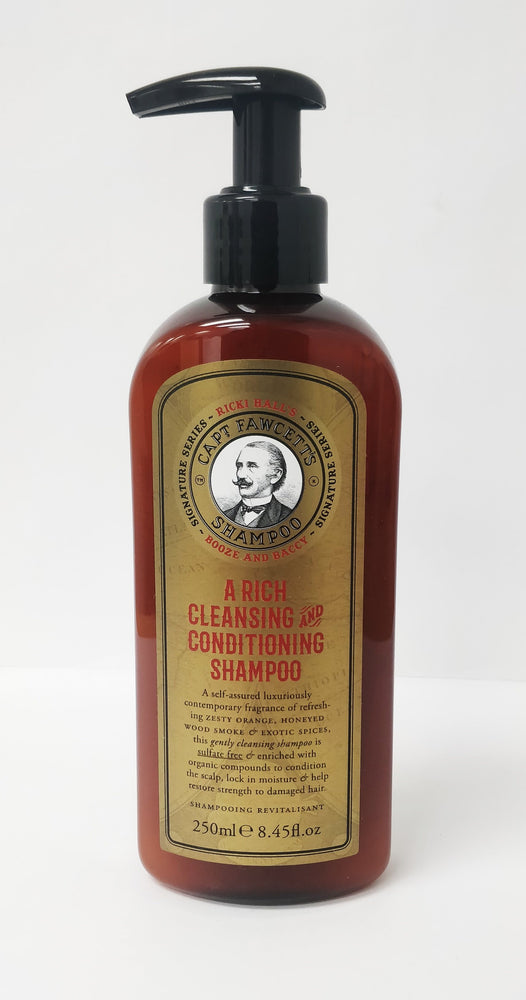 RICKI HALL'S
SIGNATURE SERIES
SIGNATURE SERIES
CAPT FAWCETT'S
TM
SHAMPOO
BOOZE AND BACCY
A RICH
CLEANSING AND
CONDITIONING
SHAMPOO
A self-assured luxuriously
contemporary fragrance of refresh-
ing ZESTY ORANGE, HONEYED
WOOD SMOKE & EXOTIC SPICES,
this gently cleansing shampoo is
sulfate free & enriched with
organic compounds to condition
the scalp, lock in moisture & help
restore strength to damaged hair.
SHAMPOOING REVITALISANT
250ml e 8.45fl.oz